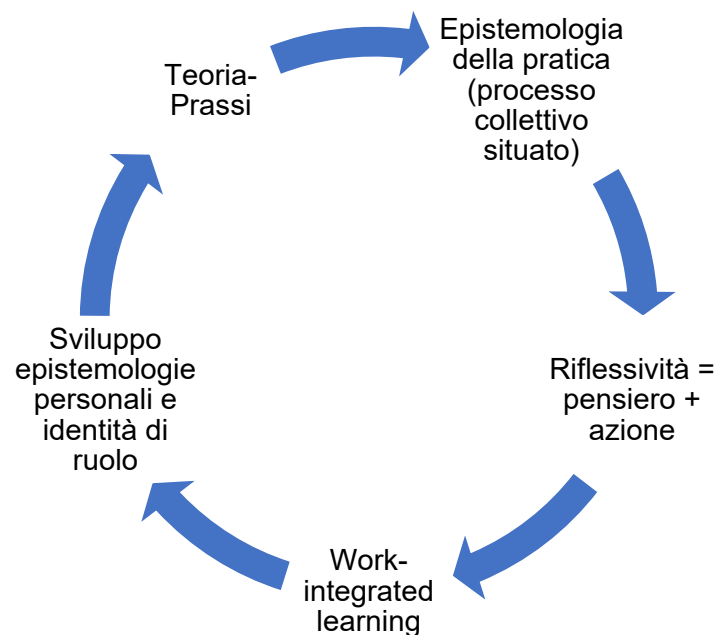 Teoria-
Prassi
Epistemologia
della pratica
(processo
collettivo
situato)
Riflessività =
pensiero +
azione
Work-
integrated
learning
Sviluppo
epistemologie
personali e
identità di
ruolo